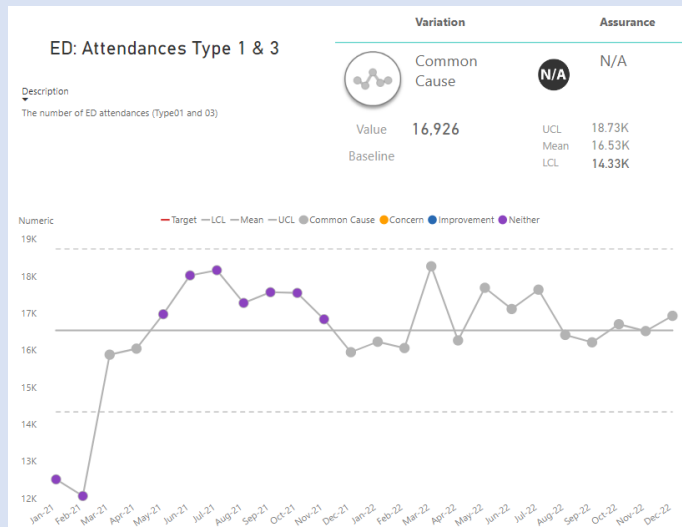 Variation
Assurance
ED: Attendances Type 1 & 3
Common
Cause
N/A
N/A
Description
The number of ED attendances (Type01 and 03)
Value
16,926
Baseline
UCL 18.73K
Mean 16.53K
LCL 14.33K
Numeric
Target LCL Mean UCL Common Cause Concern Improvement Neither
19K
18K
17K
16K
15K
14K
13K
12K
Jan-21 Feb-21 Mar-21 Apr-21 May-21 Jun-21 Jul-21 Aug-21 Sep-21 Oct-21 Nov-21 Dec-21 Jan-22 Feb-22 Mar-22 Apr-22 May-22 Jun-22 Jul-22 Aug-22 Sep-22 Oct-22 Nov-22 Dec-22